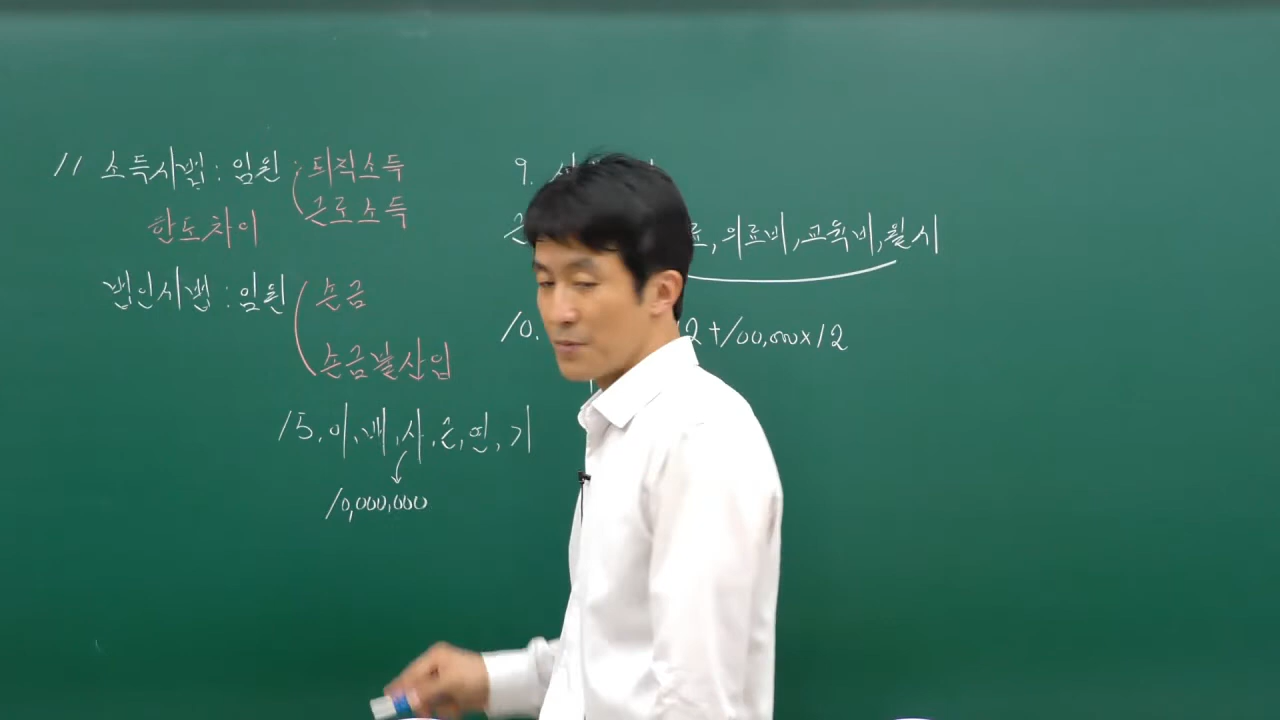 11 소득세법 : 임원 퇴직소득
근로소득
한도차이
법인세법 : 임원 손금
손금불산입
15. 이, 배, 사, 근, 연, 기
10,000,000
9.
료, 의료비, 교육비, 월세
10. 2+100,000×12